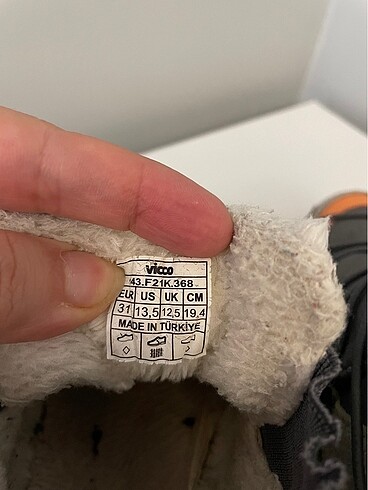 vicco
43.F21K.368
EUR US UK CM
31 13,5 12,5 19,4
MADE IN TÜRKİYE